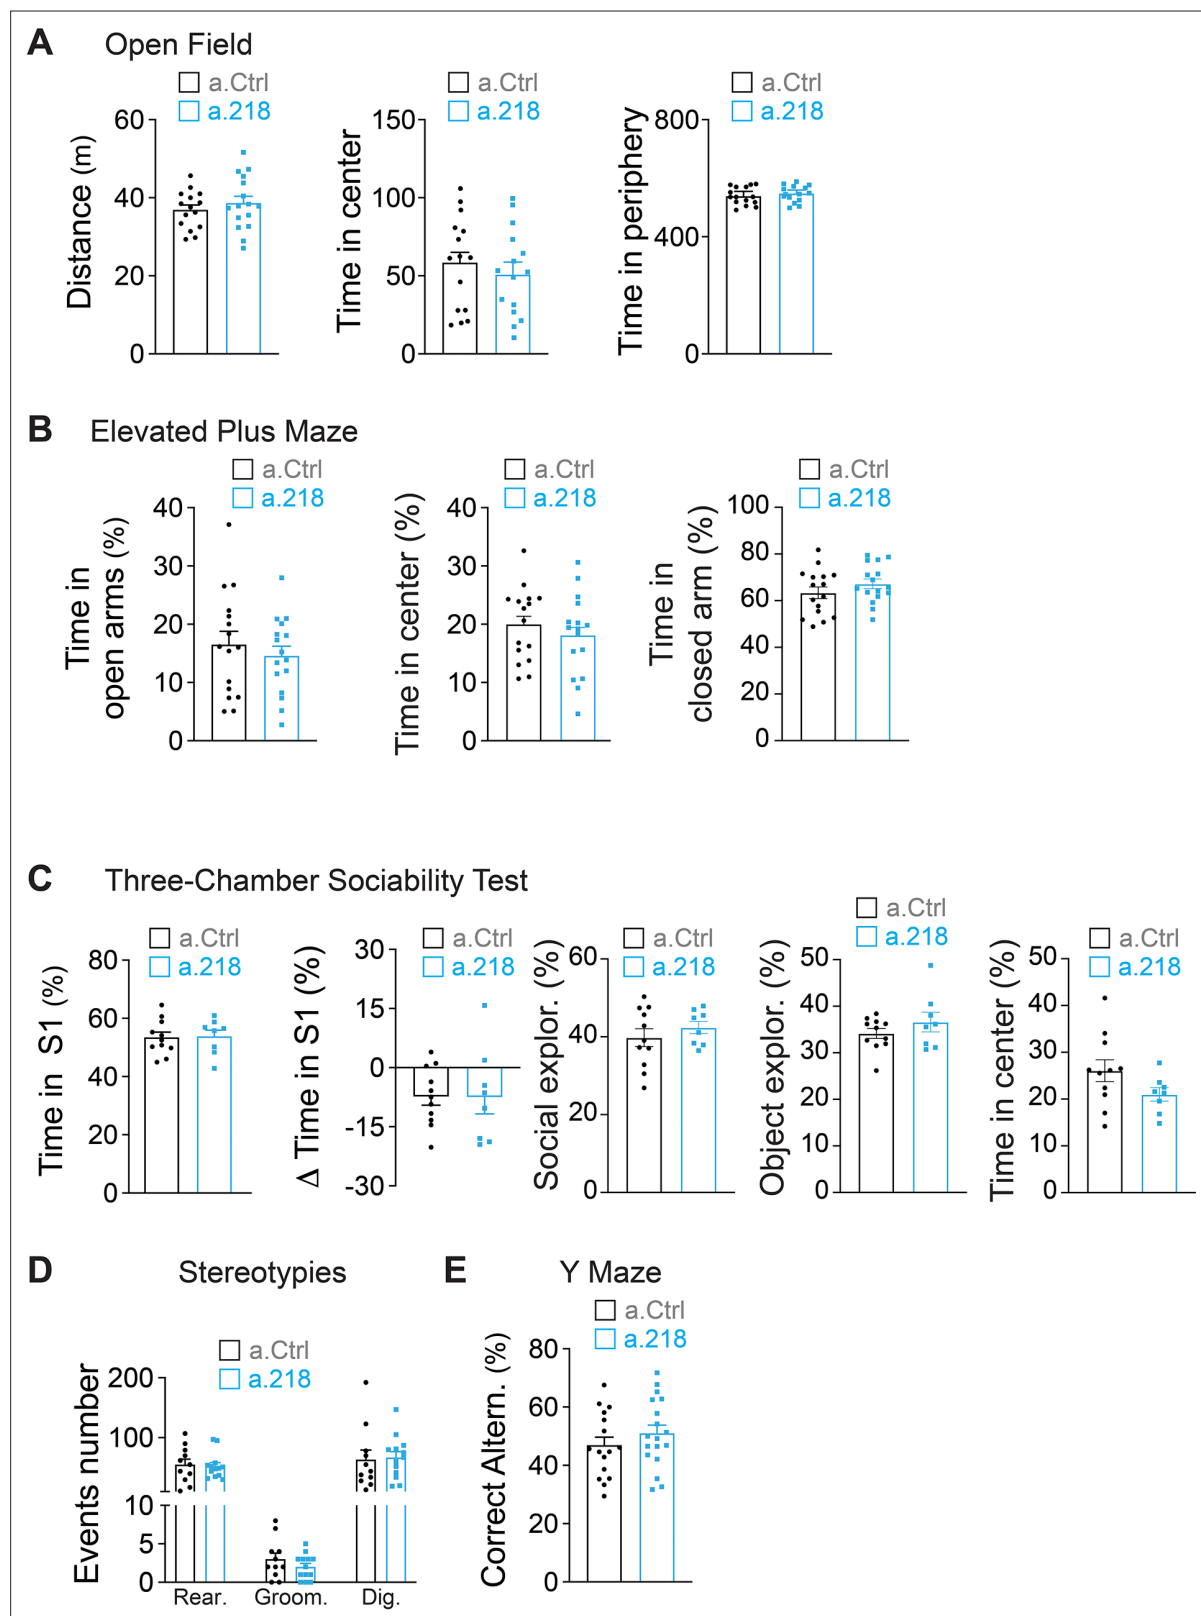 A Open Field
a.Ctrl
a.218
Distance (m)
60
40
20
0
a.Ctrl
a.218
Time in center
150
100
50
0
a.Ctrl
a.218
Time in periphery
800
400
0
B Elevated Plus Maze
a.Ctrl
a.218
Time in
open arms (%)
40
30
20
10
0
a.Ctrl
a.218
Time in center (%)
40
30
20
10
0
a.Ctrl
a.218
Time in
closed arm (%)
100
80
60
40
20
0
C Three-Chamber Sociability Test
a.Ctrl
a.218
Time in S1 (%)
80
60
40
20
0
a.Ctrl
a.218
Δ Time in S1 (%)
30
15
0
-15
-30
a.Ctrl
a.218
Social explor. (%)
60
40
20
0
a.Ctrl
a.218
Object explor. (%)
50
40
30
20
10
0
a.Ctrl
a.218
Time in center (%)
50
40
30
20
10
0
D Stereotypies
a.Ctrl
a.218
Events number
200
100
10
5
0
Rear. Groom. Dig.
E Y Maze
a.Ctrl
a.218
Correct Altern. (%)
80
60
40
20
0